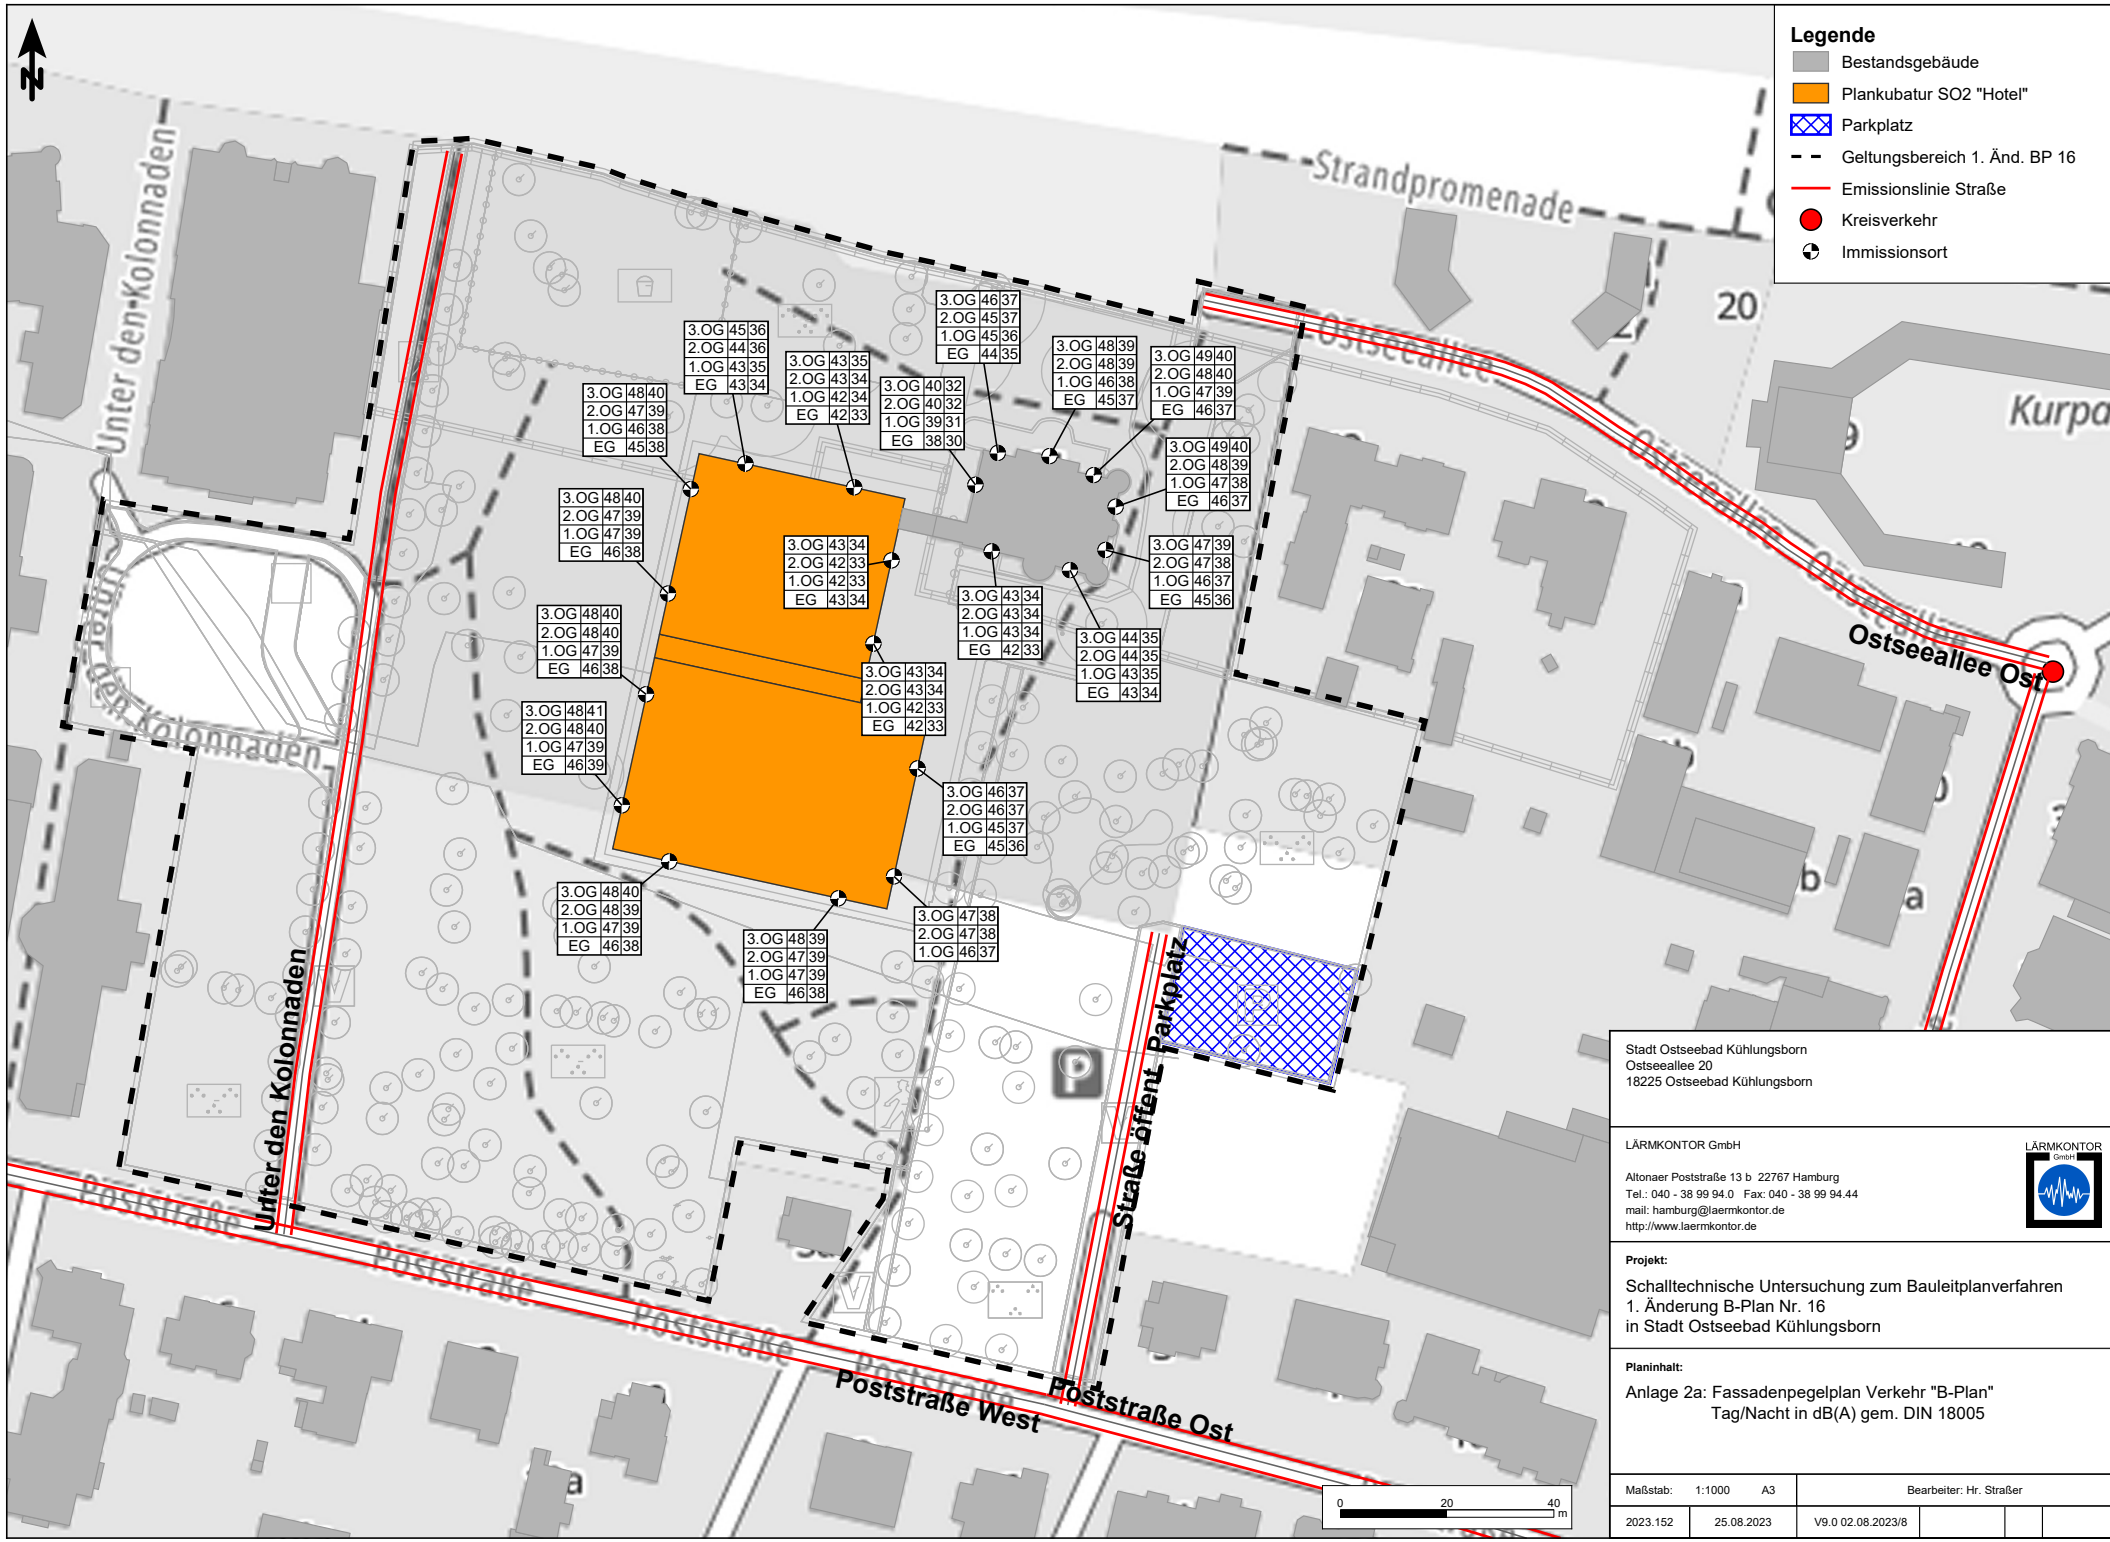 N
Legende
Bestandsgebäude
Plankubatur SO2 "Hotel"
Parkplatz
Geltungsbereich 1. Änd. BP 16
Emissionslinie Straße
Kreisverkehr
Immissionsort
Strandpromenade
Unter den Kolonnaden
20
Ostseeallee
Kurpa
9
Ostseeallee
Ostseeallee
Ostseeallee
Ostseeallee Ost
3.OG 46 37
2.OG 45 37
1.OG 45 36
EG 44 35
3.OG 45 36
2.OG 44 36
1.OG 43 35
EG 43 34
3.OG 48 39
2.OG 48 39
1.OG 46 38
EG 45 37
3.OG 49 40
2.OG 48 40
1.OG 47 39
EG 46 37
3.OG 43 35
2.OG 43 34
1.OG 42 34
EG 42 33
3.OG 40 32
2.OG 40 32
1.OG 39 31
EG 38 30
3.OG 48 40
2.OG 47 39
1.OG 46 38
EG 45 38
3.OG 49 40
2.OG 48 39
1.OG 47 38
EG 46 37
3.OG 48 40
2.OG 47 39
1.OG 47 39
EG 46 38
3.OG 43 34
2.OG 42 33
1.OG 42 33
EG 43 34
3.OG 47 39
2.OG 47 38
1.OG 46 37
EG 45 36
3.OG 43 34
2.OG 43 34
1.OG 43 34
EG 42 33
3.OG 48 40
2.OG 48 40
1.OG 47 39
EG 46 38
3.OG 44 35
2.OG 44 35
1.OG 43 35
EG 43 34
3.OG 43 34
2.OG 43 34
1.OG 42 33
EG 42 33
3.OG 48 41
2.OG 48 40
1.OG 47 39
EG 46 39
3.OG 46 37
2.OG 46 37
1.OG 45 37
EG 45 36
3.OG 48 40
2.OG 48 39
1.OG 47 39
EG 46 38
3.OG 47 38
2.OG 47 38
1.OG 46 37
3.OG 48 39
2.OG 47 39
1.OG 47 39
EG 46 38
Unter den Kolonnaden
b
a
P
Unter den Kolonnaden
Straße öffent. Parkplatz
Poststraße
Poststraße
Poststraße
Poststraße
Poststraße West
Poststraße Ost
a
0 20 40
m
Stadt Ostseebad Kühlungsborn
Ostseeallee 20
18225 Ostseebad Kühlungsborn
LÄRMKONTOR GmbH
Altonaer Poststraße 13 b 22767 Hamburg
Tel.: 040 - 38 99 94.0 Fax: 040 - 38 99 94.44
mail: hamburg@laermkontor.de
http://www.laermkontor.de
LÄRMKONTOR
GmbH
Projekt:
Schalltechnische Untersuchung zum Bauleitplanverfahren
1. Änderung B-Plan Nr. 16
in Stadt Ostseebad Kühlungsborn
Planinhalt:
Anlage 2a: Fassadenpegelplan Verkehr "B-Plan"
Tag/Nacht in dB(A) gem. DIN 18005
Maßstab: 1:1000 A3 Bearbeiter: Hr. Straßer
2023.152 25.08.2023 V9.0 02.08.2023/8